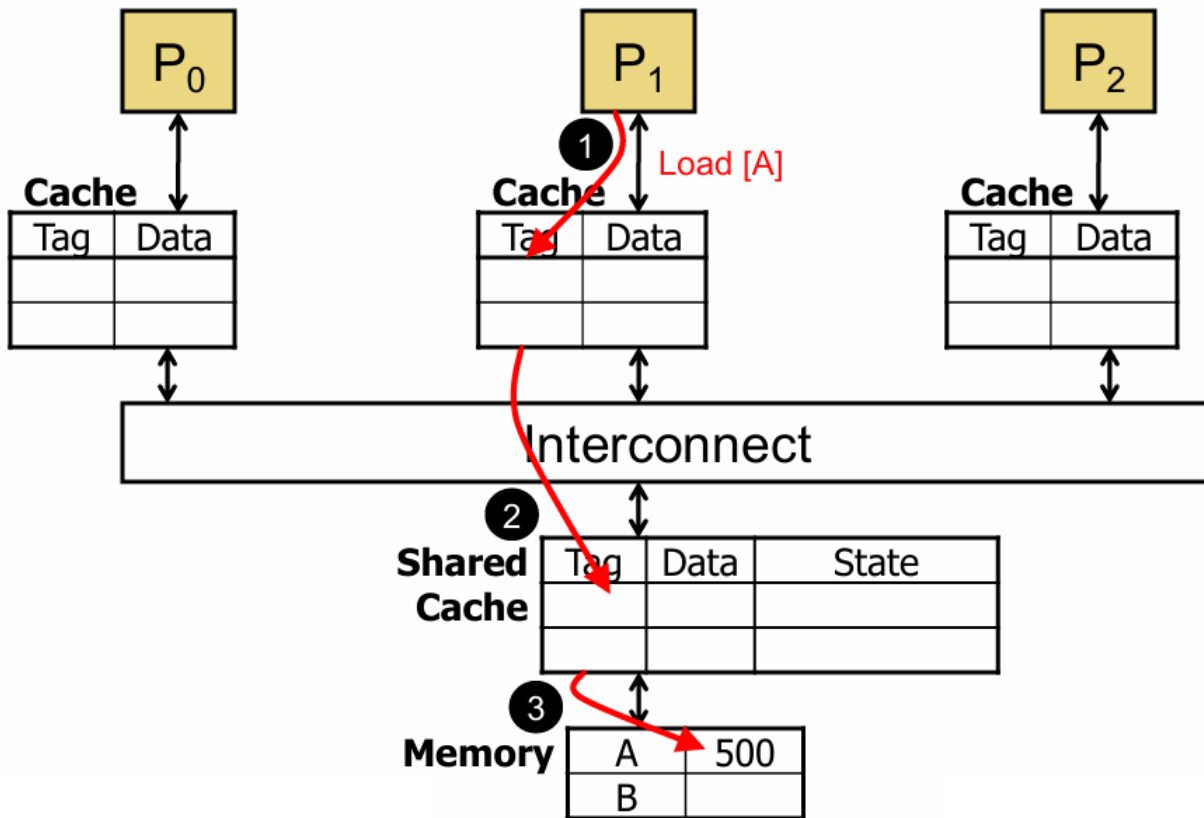 P₀
P₁
P₂
1
Load [A]
Cache
Cache
Cache
Tag Data
Tag Data
Tag Data
Interconnect
2
Shared
Cache
Tag Data State
3
Memory
A 500
B